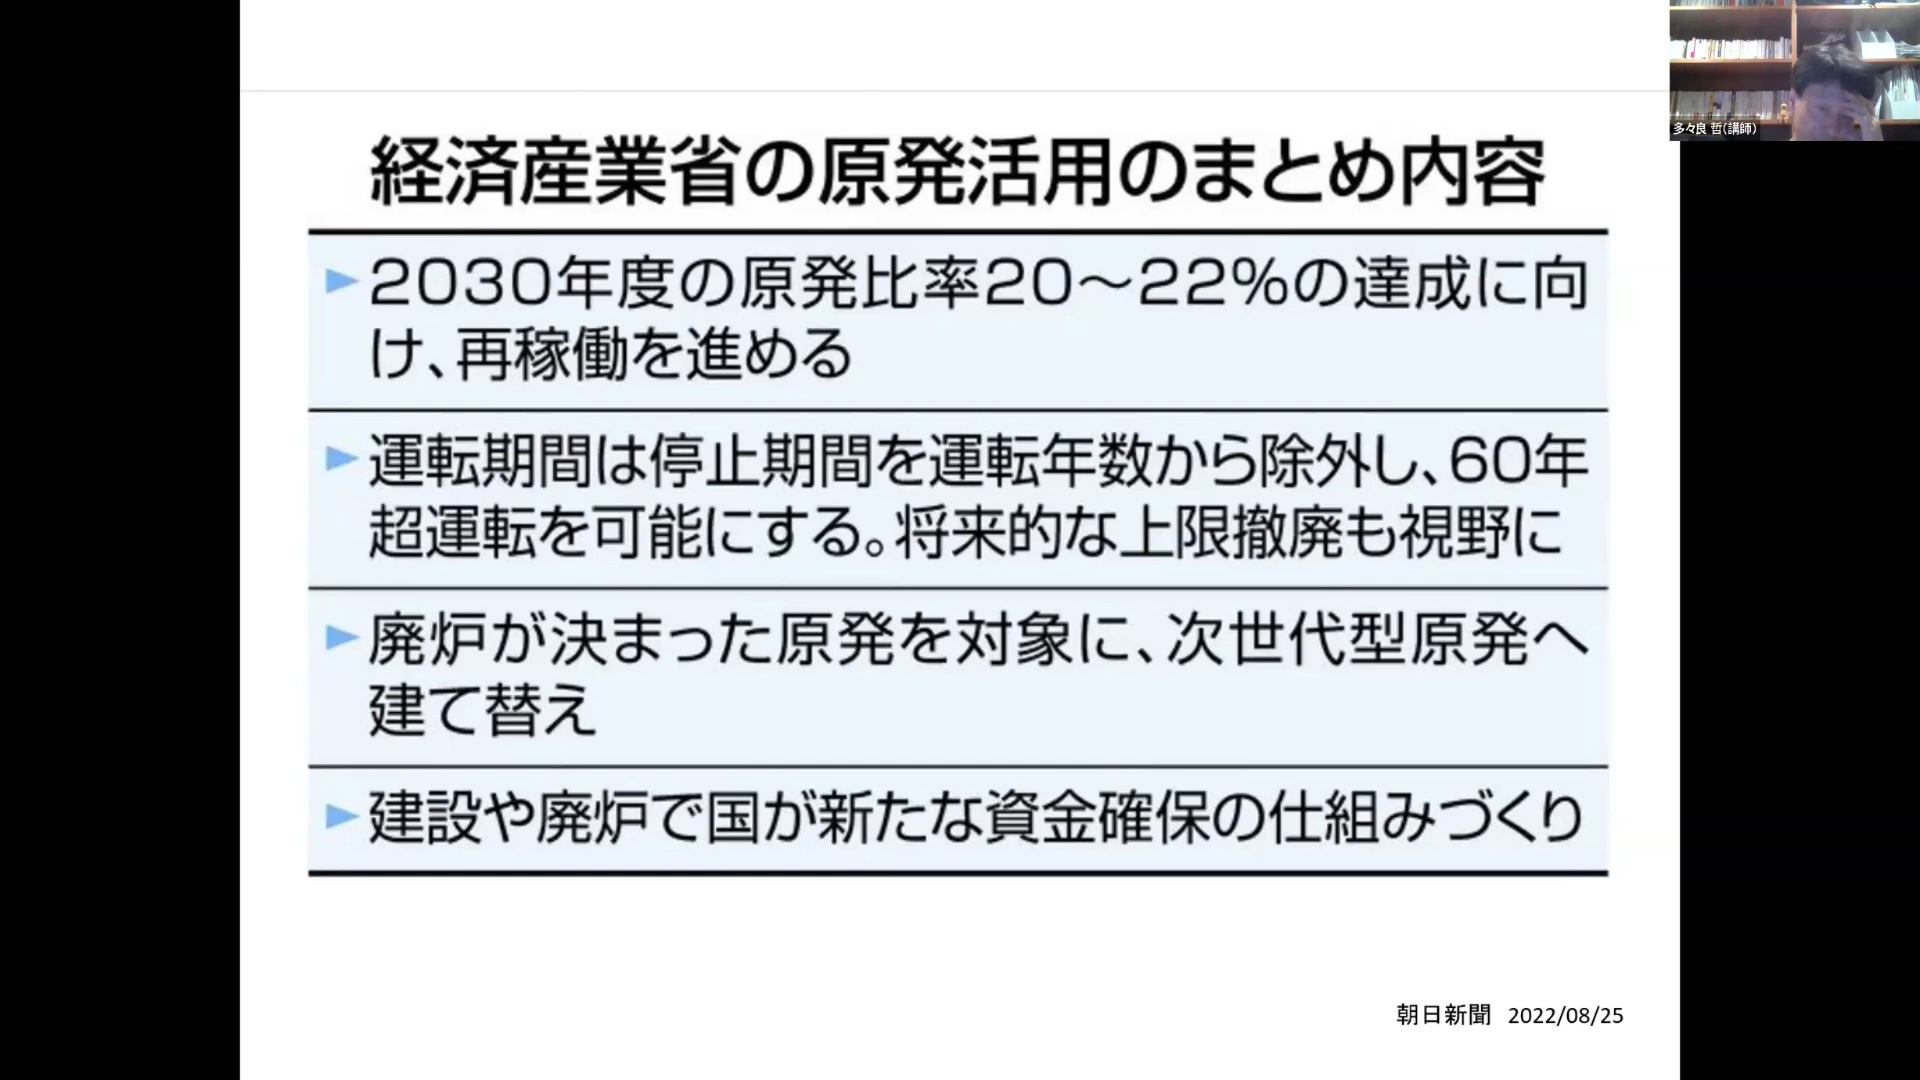 多々良 哲(講師)
経済産業省の原発活用のまとめ内容
►2030年度の原発比率20〜22%の達成に向
け、再稼働を進める
►運転期間は停止期間を運転年数から除外し、60年
超運転を可能にする。将来的な上限撤廃も視野に
►廃炉が決まった原発を対象に、次世代型原発へ
建て替え
►建設や廃炉で国が新たな資金確保の仕組みづくり
朝日新聞 2022/08/25